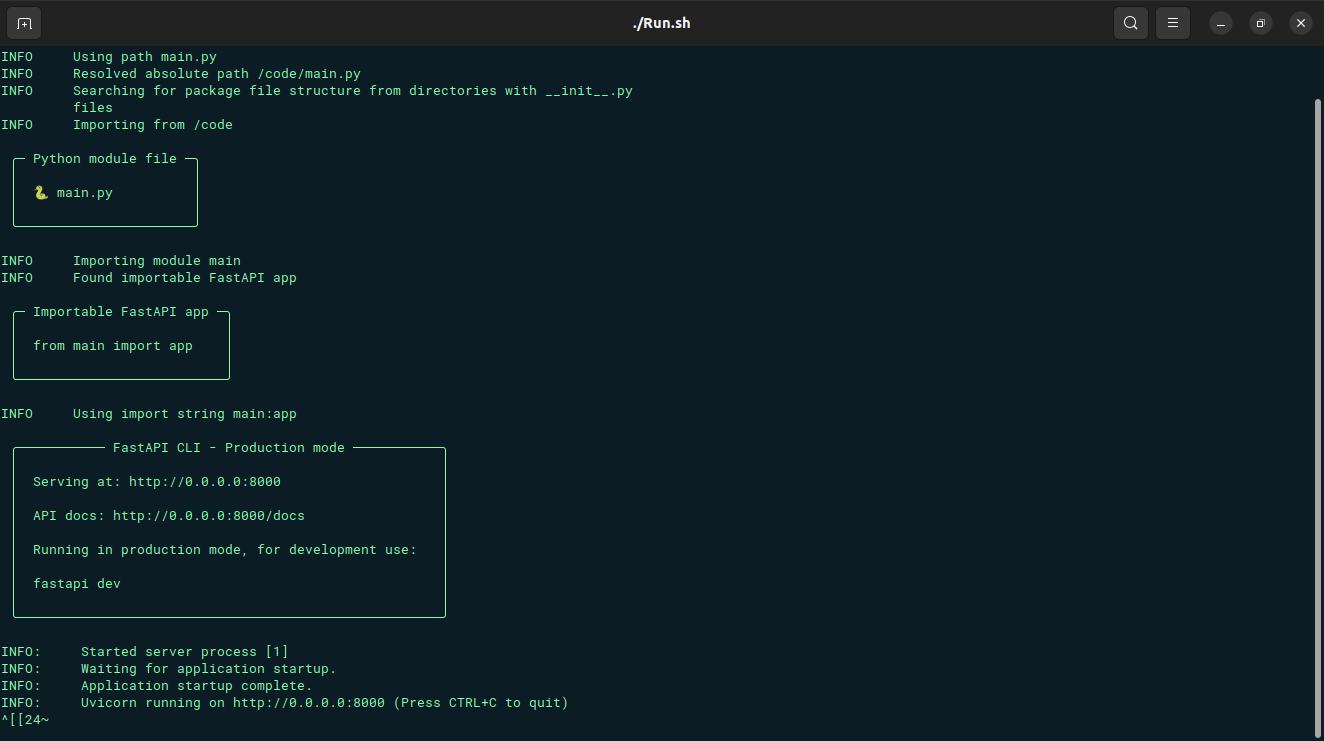 ./Run.sh
INFO     Using path main.py
INFO     Resolved absolute path /code/main.py
INFO     Searching for package file structure from directories with __init__.py
         files
INFO     Importing from /code
Python module file
🐍 main.py
INFO     Importing module main
INFO     Found importable FastAPI app
Importable FastAPI app
from main import app
INFO     Using import string main:app
FastAPI CLI - Production mode
Serving at: http://0.0.0.0:8000
API docs: http://0.0.0.0:8000/docs
Running in production mode, for development use:
fastapi dev
INFO:     Started server process [1]
INFO:     Waiting for application startup.
INFO:     Application startup complete.
INFO:     Uvicorn running on http://0.0.0.0:8000 (Press CTRL+C to quit)
^[[24~